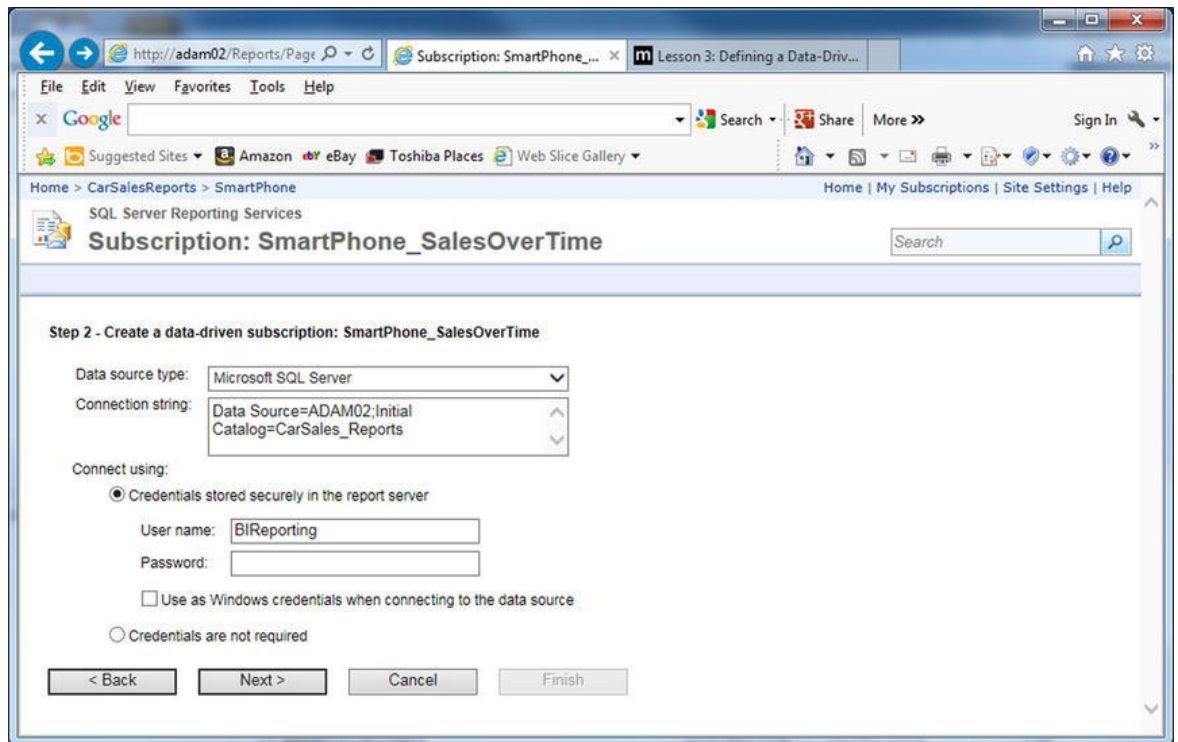 http://adam02/Reports/Page
Subscription: SmartPhone_...
Lesson 3: Defining a Data-Driv...
File Edit View Favorites Tools Help
x Google Search Share More >> Sign In
Suggested Sites Amazon ebY eBay Toshiba Places Web Slice Gallery
Home > CarSalesReports > SmartPhone
Home | My Subscriptions | Site Settings | Help
SQL Server Reporting Services
Subscription: SmartPhone_SalesOverTime
Search
Step 2 - Create a data-driven subscription: SmartPhone_SalesOverTime
Data source type: Microsoft SQL Server
Connection string: Data Source=ADAM02;Initial
Catalog=CarSales_Reports
Connect using:
Credentials stored securely in the report server
User name: BIReporting
Password:
Use as Windows credentials when connecting to the data source
Credentials are not required
< Back Next > Cancel Finish